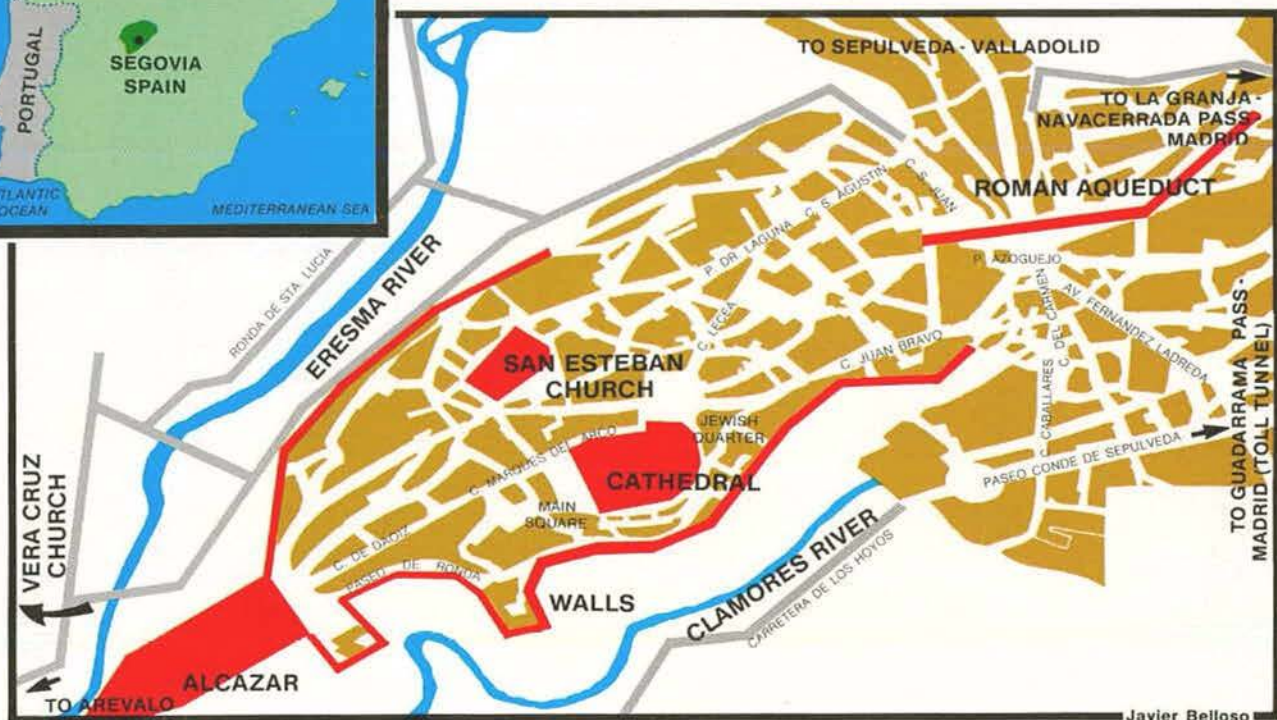 PORTUGAL
SEGOVIA
SPAIN
ATLANTIC
OCEAN
MEDITERRANEAN SEA
TO SEPULVEDA - VALLADOLID
TO LA GRANJA -
NAVACERRADA PASS
MADRID
ROMAN AQUEDUCT
C. S. JUAN
C. S. AGUSTIN
P. DR. LAGUNA
P. AZOGUEJO
RONDA DE STA LUCIA
ERESMA RIVER
C. LECEA
C. DEL CARMEN
AV. FERNANDEZ LADREDA
TO GUADARRAMA PASS -
MADRID (TOLL TUNNEL)
SAN ESTEBAN
CHURCH
C. JUAN BRAVO
C. CABALLARES
JEWISH
QUARTER
C. MARQUES DEL ARCO
CATHEDRAL
PASEO CONDE DE SEPULVEDA
MAIN
SQUARE
VERA CRUZ
CHURCH
C. DE DAOIZ
PASEO DE RONDA
WALLS
CLAMORES RIVER
CARRETERA DE LOS HOYOS
ALCAZAR
TO AREVALO
Javier Belloso